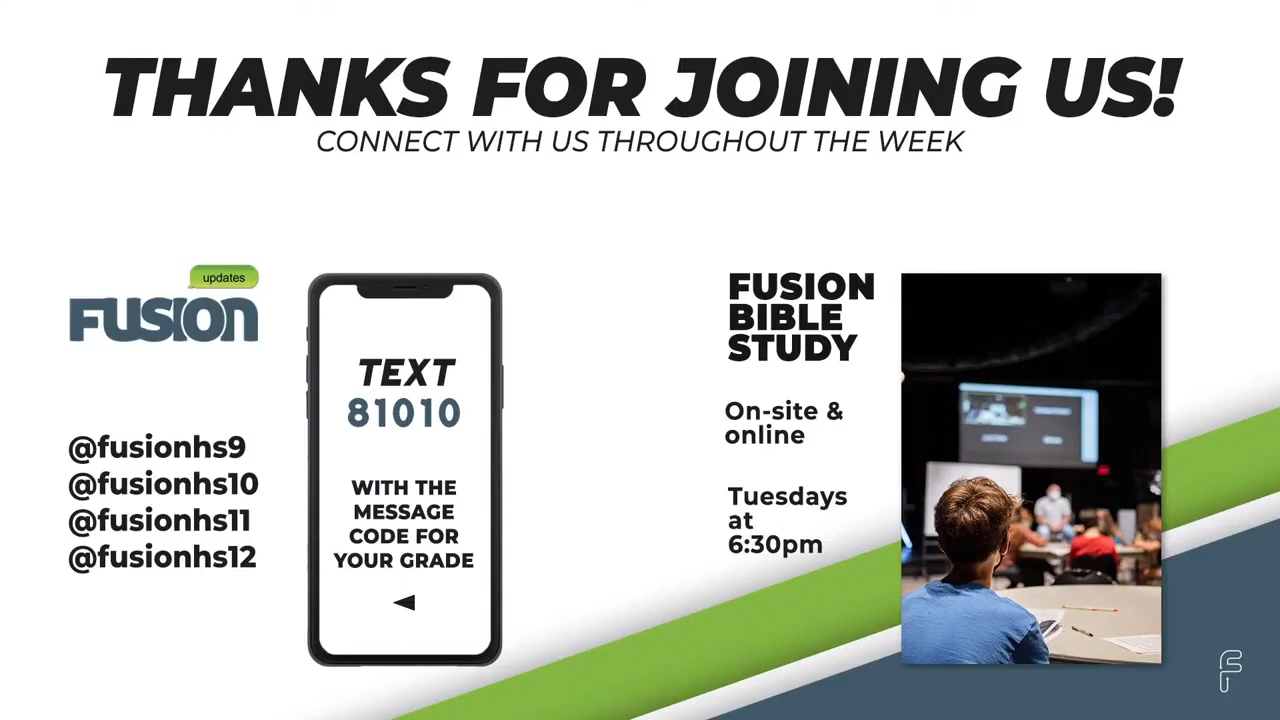 THANKS FOR JOINING US!
CONNECT WITH US THROUGHOUT THE WEEK
updates
FUSION
@fusionhs9
@fusionhs10
@fusionhs11
@fusionhs12
TEXT
81010
WITH THE
MESSAGE
CODE FOR
YOUR GRADE
FUSION
BIBLE
STUDY
On-site &
online
Tuesdays
at
6:30pm